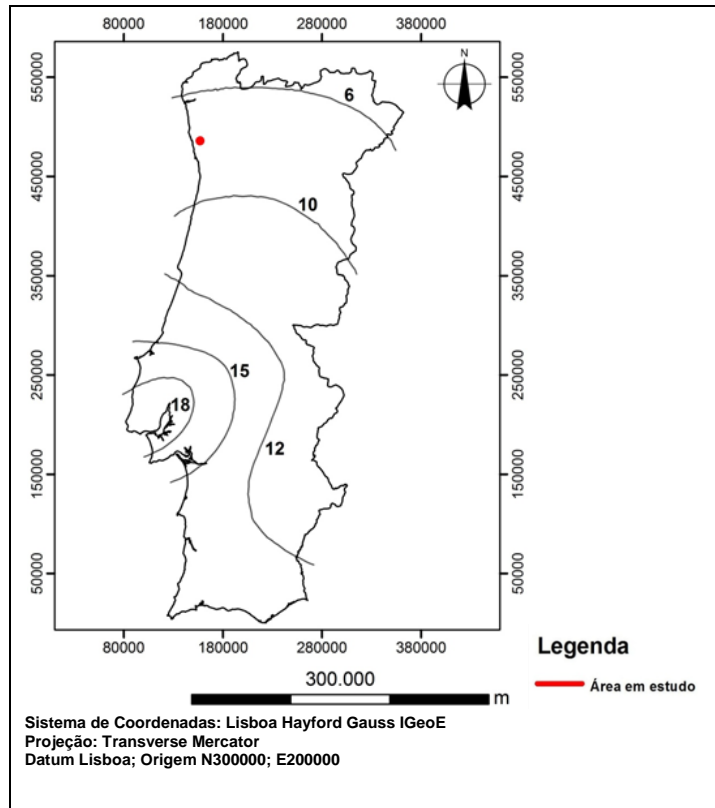 80000 180000 280000 380000
N
550000 550000
6
450000 450000
10
350000 350000
250000 250000
15
18
12
150000 150000
50000 50000
80000 180000 280000 380000
Legenda
300.000
Área em estudo
m
Sistema de Coordenadas: Lisboa Hayford Gauss IGeoE
Projeção: Transverse Mercator
Datum Lisboa; Origem N300000; E200000